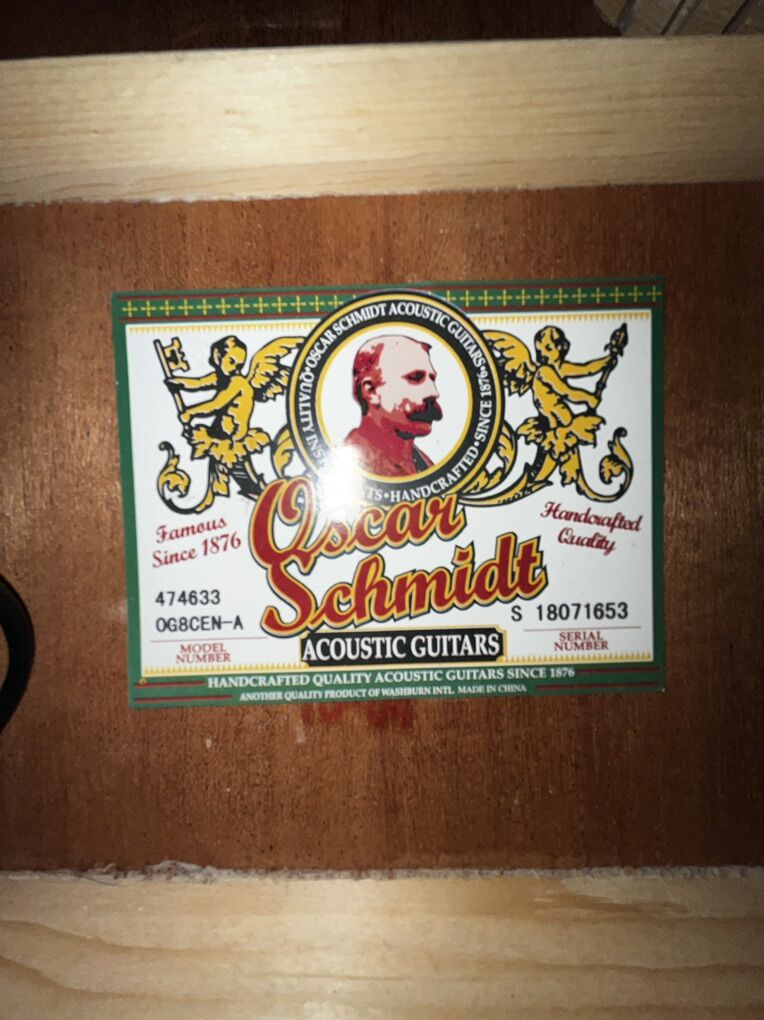 OSCAR SCHMIDT ACOUSTIC GUITARS • SINCE 1876 • HANDCRAFTED • QUALITY
Famous
Since 1876
Oscar
Schmidt
ACOUSTIC GUITARS
Handcrafted
Quality
474633
OG8CEN-A
MODEL
NUMBER
S 18071653
SERIAL
NUMBER
HANDCRAFTED QUALITY ACOUSTIC GUITARS SINCE 1876
ANOTHER QUALITY PRODUCT OF WASHBURN INTL. MADE IN CHINA